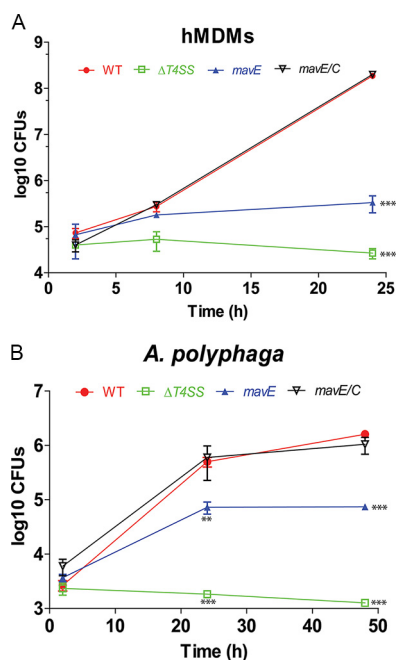 A
hMDMs
WT ΔT4SS mavE mavE/C
log10 CFUs
9
8
7
6
5
4
***
***
0 5 10 15 20 25
Time (h)
B
A. polyphaga
WT ΔT4SS mavE mavE/C
log10 CFUs
7
6
5
4
3
**
***
***
***
0 10 20 30 40 50
Time (h)